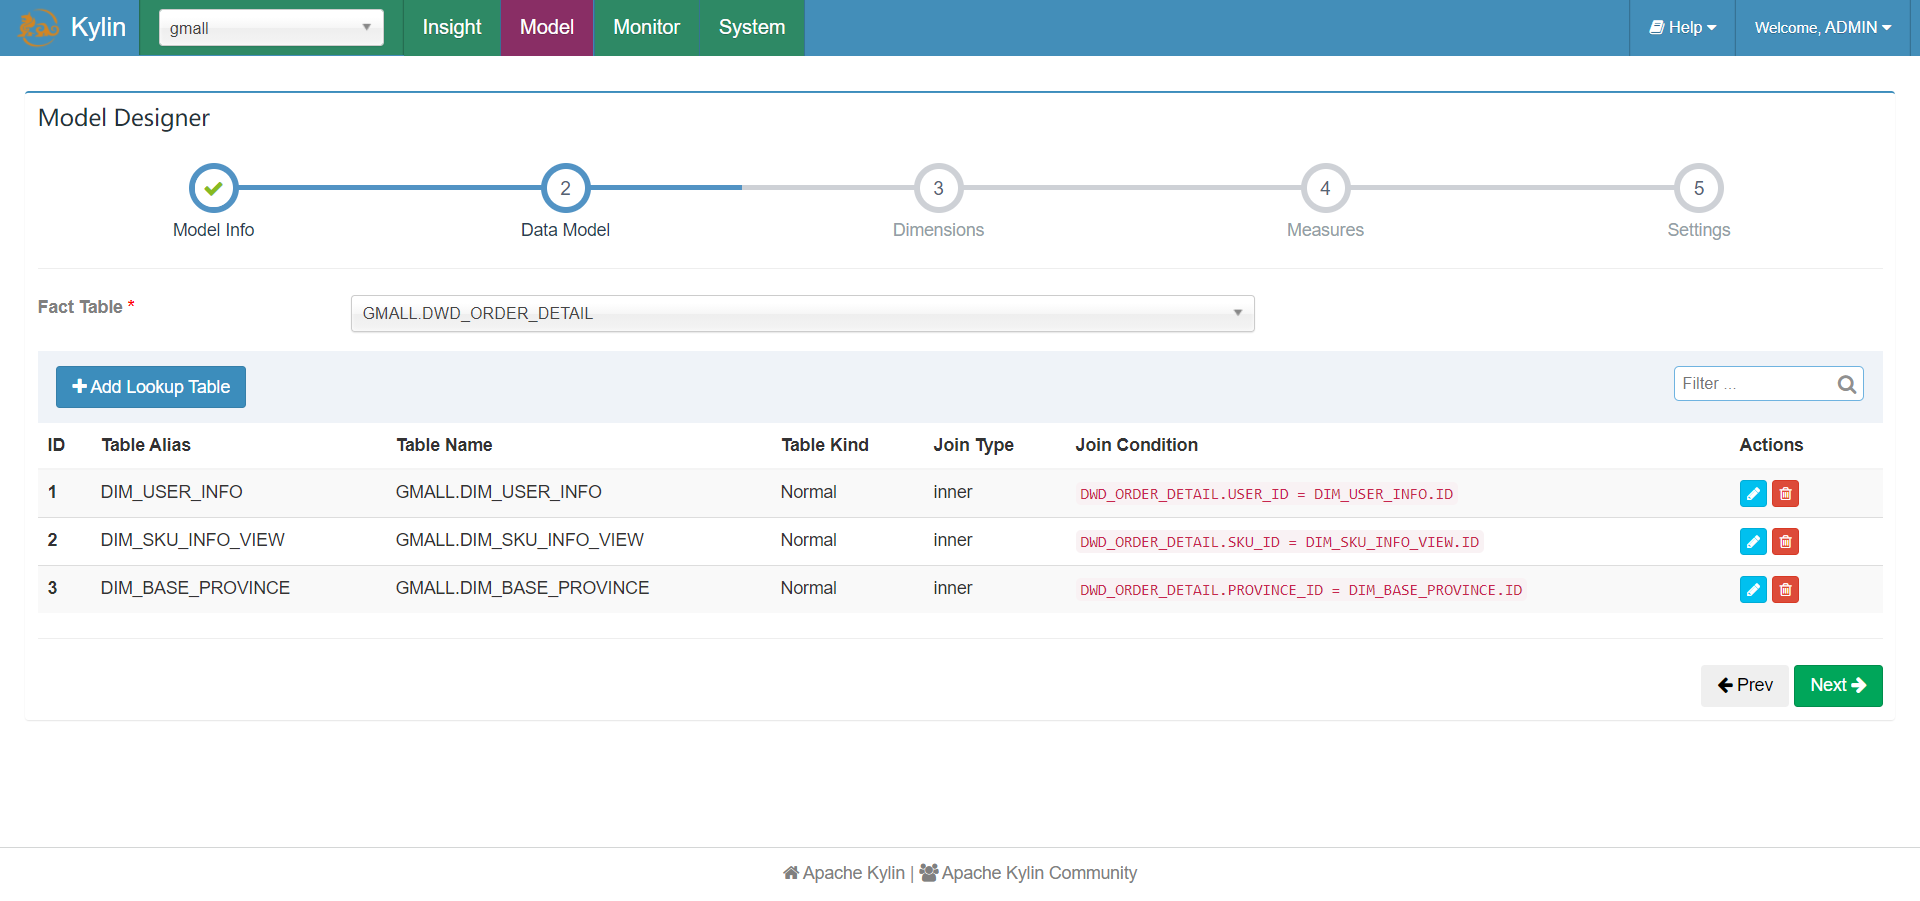 Kylin gmall Insight Model Monitor System Help Welcome, ADMIN
Model Designer
2 3 4 5
Model Info Data Model Dimensions Measures Settings
Fact Table * GMALL.DWD_ORDER_DETAIL
Add Lookup Table Filter ...
ID Table Alias Table Name Table Kind Join Type Join Condition Actions
1 DIM_USER_INFO GMALL.DIM_USER_INFO Normal inner DWD_ORDER_DETAIL.USER_ID = DIM_USER_INFO.ID
2 DIM_SKU_INFO_VIEW GMALL.DIM_SKU_INFO_VIEW Normal inner DWD_ORDER_DETAIL.SKU_ID = DIM_SKU_INFO_VIEW.ID
3 DIM_BASE_PROVINCE GMALL.DIM_BASE_PROVINCE Normal inner DWD_ORDER_DETAIL.PROVINCE_ID = DIM_BASE_PROVINCE.ID
Prev Next
Apache Kylin | Apache Kylin Community